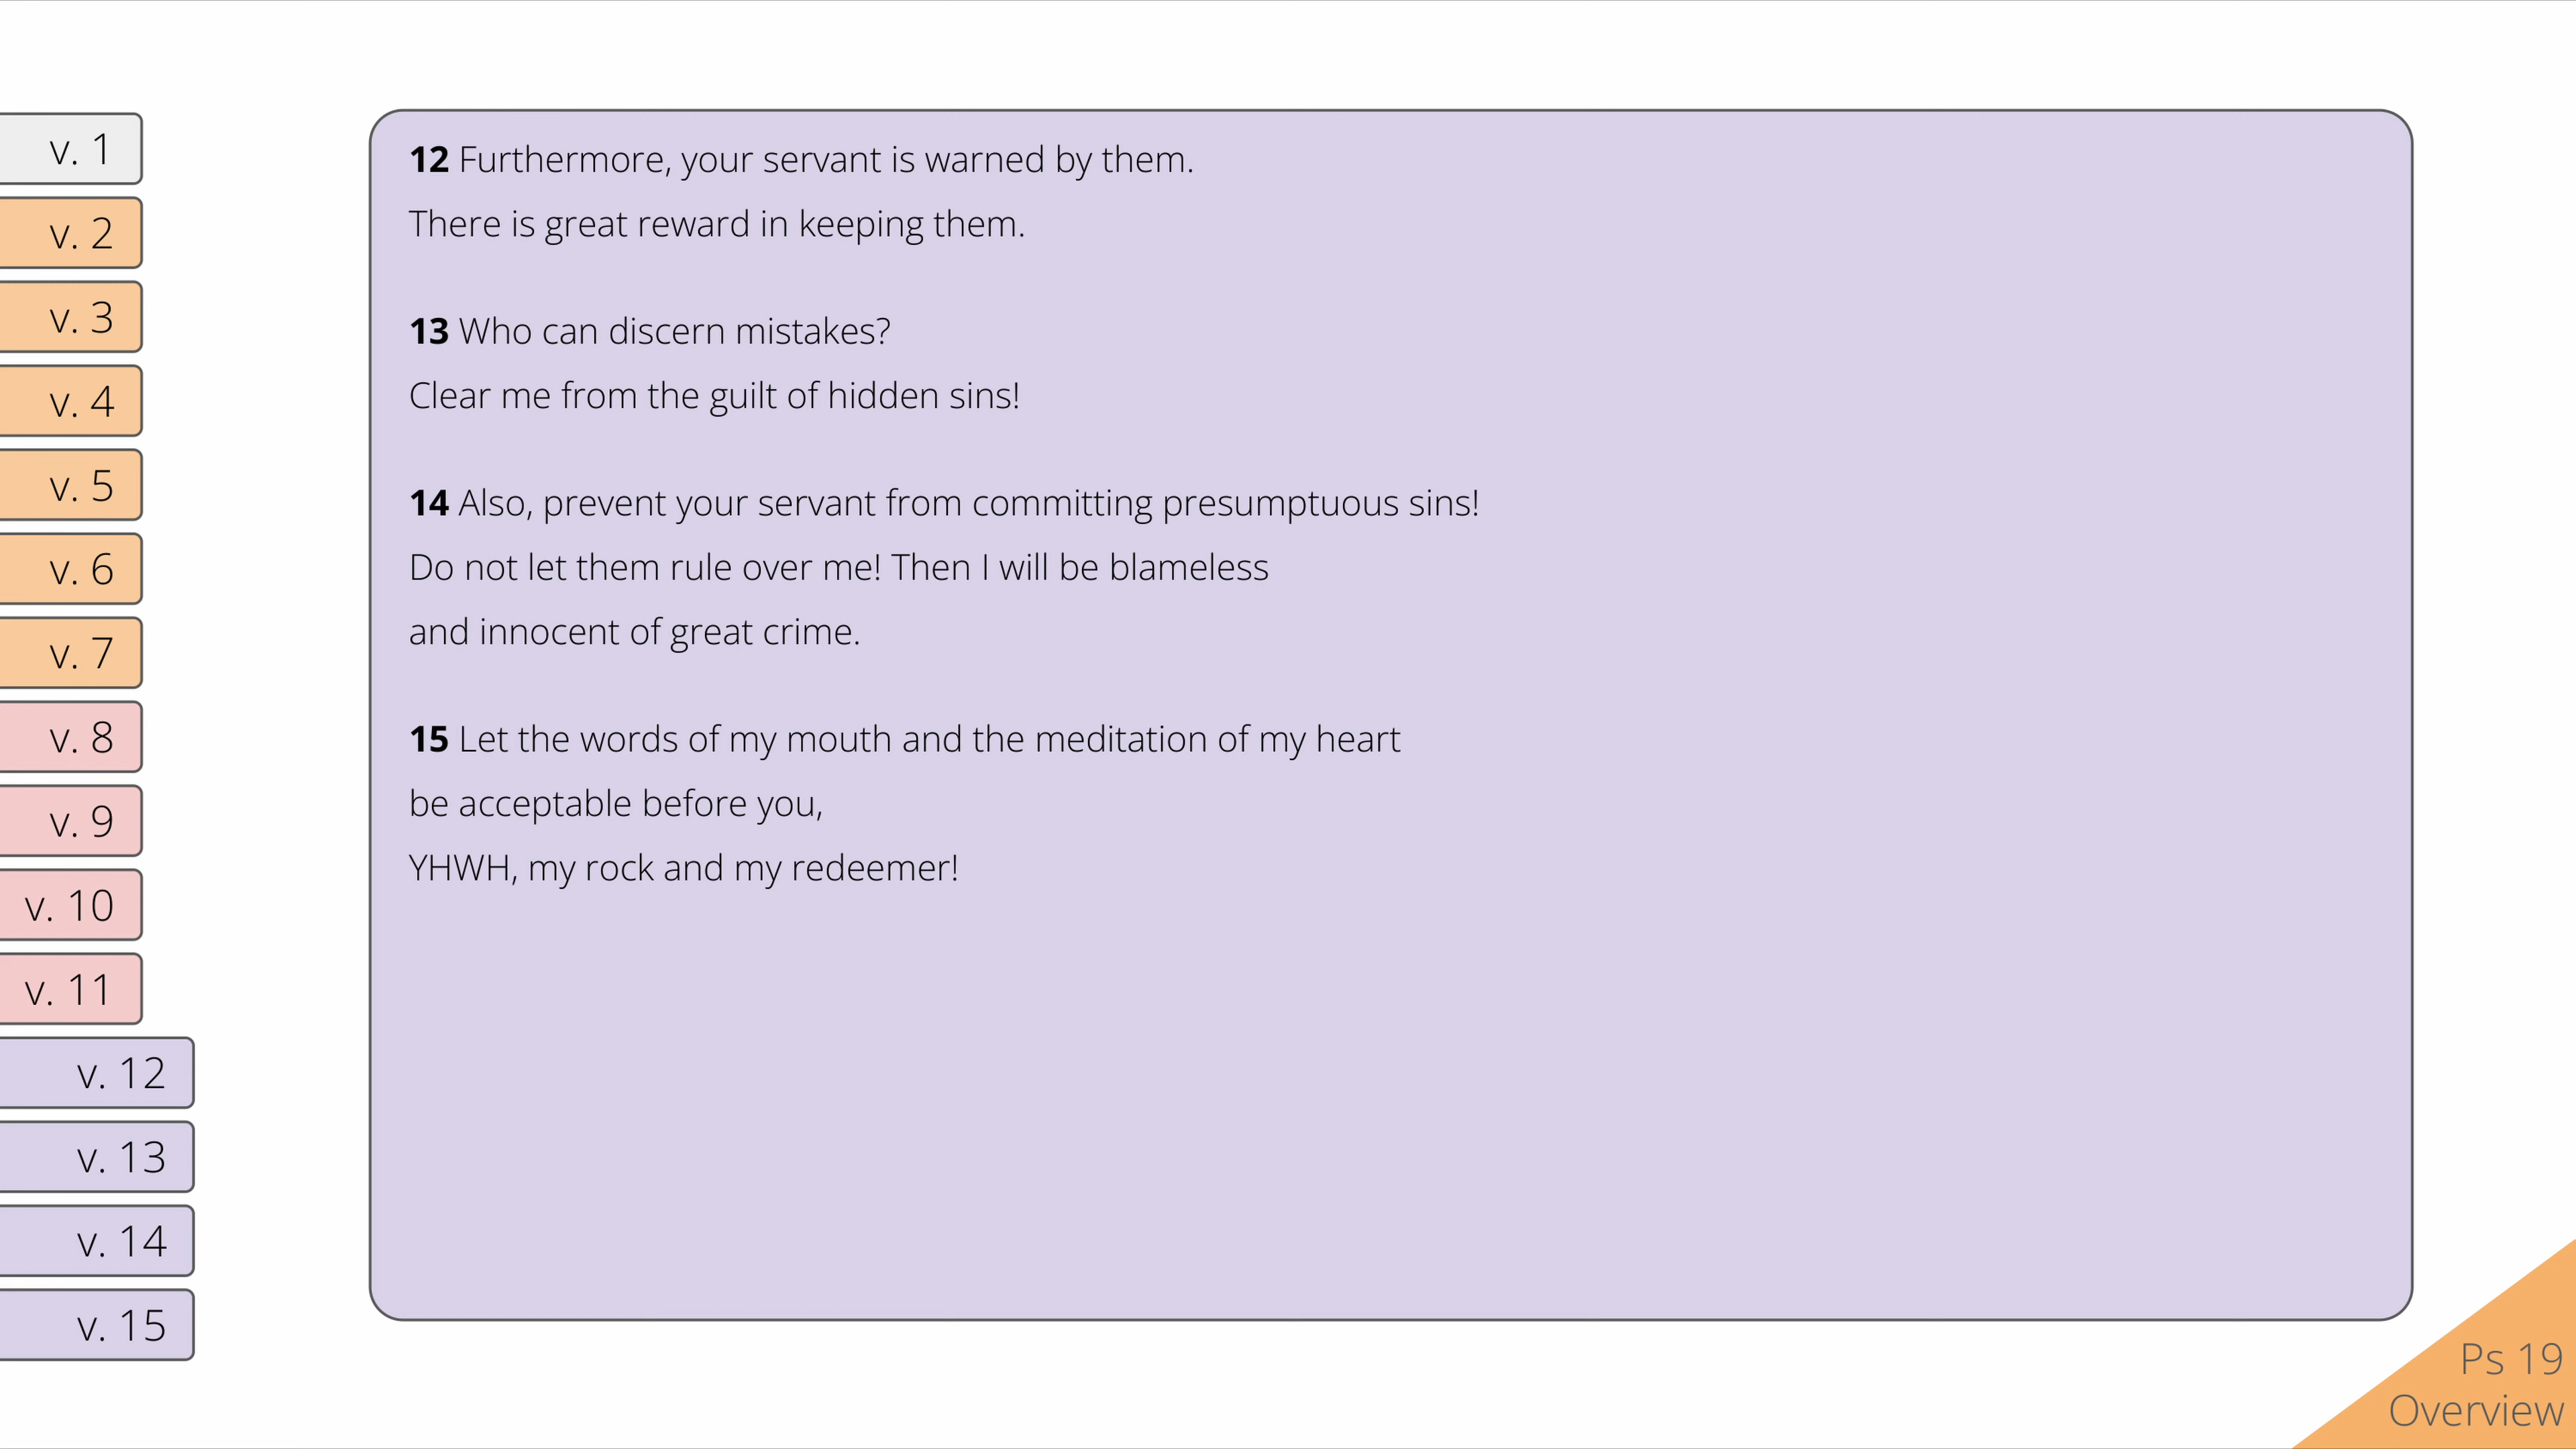 v. 1
v. 2
v. 3
v. 4
v. 5
v. 6
v. 7
v. 8
v. 9
v. 10
v. 11
v. 12
v. 13
v. 14
v. 15
12 Furthermore, your servant is warned by them.
There is great reward in keeping them.
13 Who can discern mistakes?
Clear me from the guilt of hidden sins!
14 Also, prevent your servant from committing presumptuous sins!
Do not let them rule over me! Then I will be blameless
and innocent of great crime.
15 Let the words of my mouth and the meditation of my heart
be acceptable before you,
YHWH, my rock and my redeemer!
Ps 19
Overview